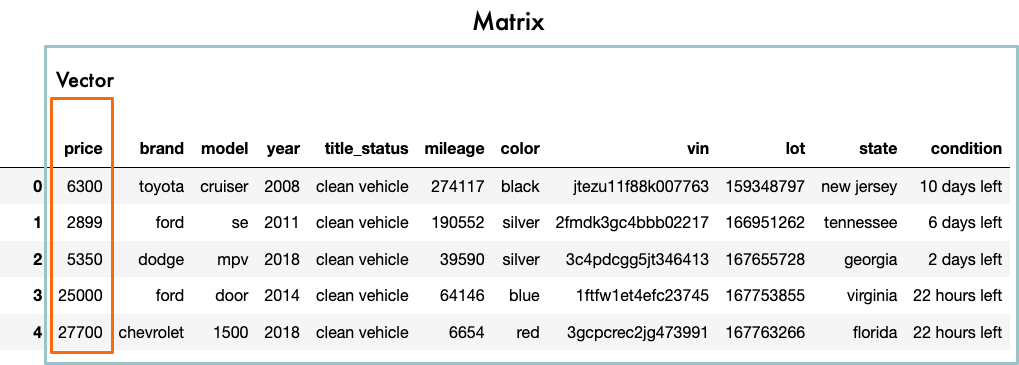 Matrix
Vector
price brand model year title_status mileage color vin lot state condition
0 6300 toyota cruiser 2008 clean vehicle 274117 black jtezu11f88k007763 159348797 new jersey 10 days left
1 2899 ford se 2011 clean vehicle 190552 silver 2fmdk3gc4bbb02217 166951262 tennessee 6 days left
2 5350 dodge mpv 2018 clean vehicle 39590 silver 3c4pdcgg5jt346413 167655728 georgia 2 days left
3 25000 ford door 2014 clean vehicle 64146 blue 1ftfw1et4efc23745 167753855 virginia 22 hours left
4 27700 chevrolet 1500 2018 clean vehicle 6654 red 3gcpcrec2jg473991 167763266 florida 22 hours left